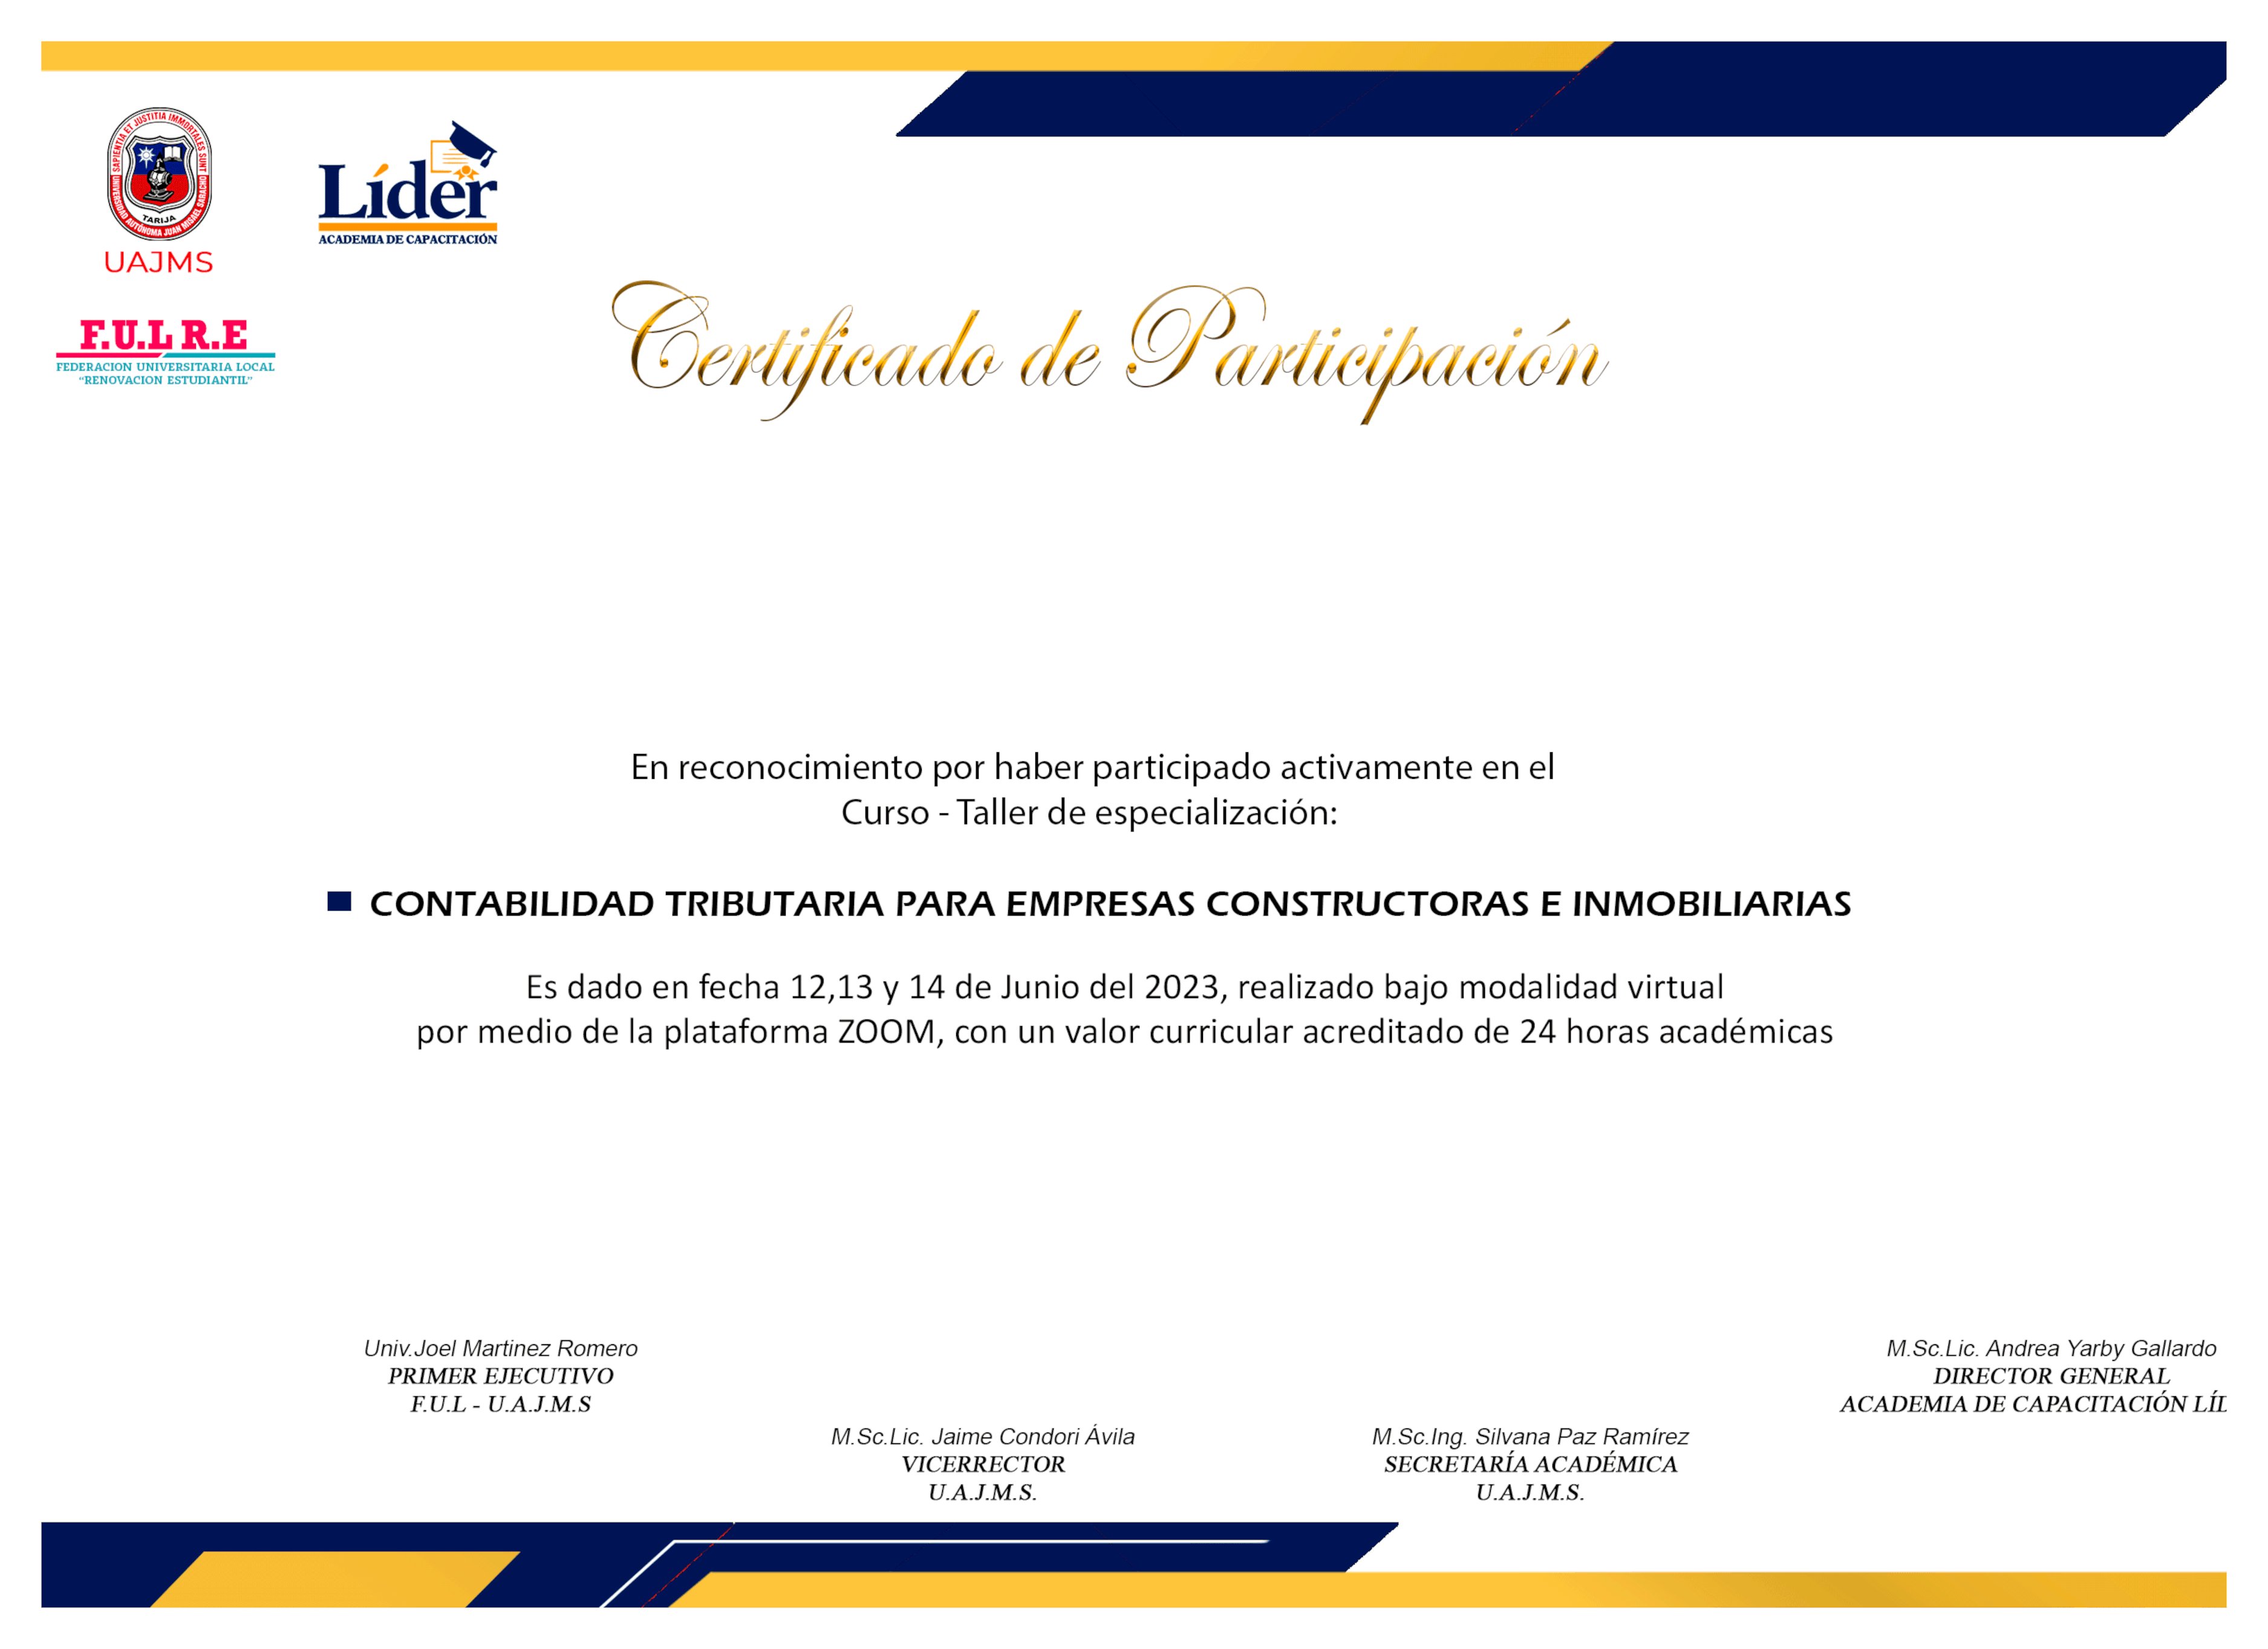 SAPIENTIA ET JUSTITIA IMMORTALES SUNT
UNIVERSIDAD AUTÓNOMA JUAN MISAEL SARACHO
TARIJA
UAJMS
Líder
ACADEMIA DE CAPACITACIÓN
F.U.L R.E
FEDERACION UNIVERSITARIA LOCAL
"RENOVACION ESTUDIANTIL"
Certificado de Participación
En reconocimiento por haber participado activamente en el
Curso - Taller de especialización:
CONTABILIDAD TRIBUTARIA PARA EMPRESAS CONSTRUCTORAS E INMOBILIARIAS
Es dado en fecha 12,13 y 14 de Junio del 2023, realizado bajo modalidad virtual
por medio de la plataforma ZOOM, con un valor curricular acreditado de 24 horas académicas
Univ.Joel Martinez Romero
PRIMER EJECUTIVO
F.U.L - U.A.J.M.S
M.Sc.Lic. Jaime Condori Ávila
VICERRECTOR
U.A.J.M.S.
M.Sc.Ing. Silvana Paz Ramírez
SECRETARÍA ACADÉMICA
U.A.J.M.S.
M.Sc.Lic. Andrea Yarby Gallardo
DIRECTOR GENERAL
ACADEMIA DE CAPACITACIÓN